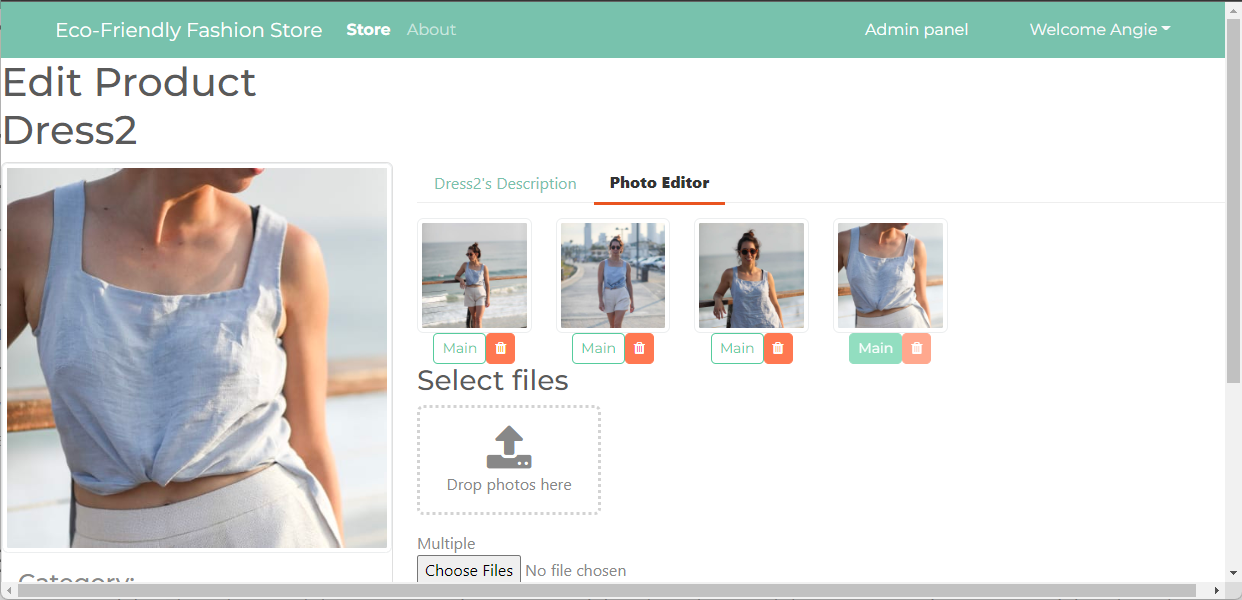 Eco-Friendly Fashion Store Store About Admin panel Welcome Angie
Edit Product
Dress2
Dress2's Description Photo Editor
Main Main Main Main
Select files
Drop photos here
Multiple
Choose Files No file chosen
Category: